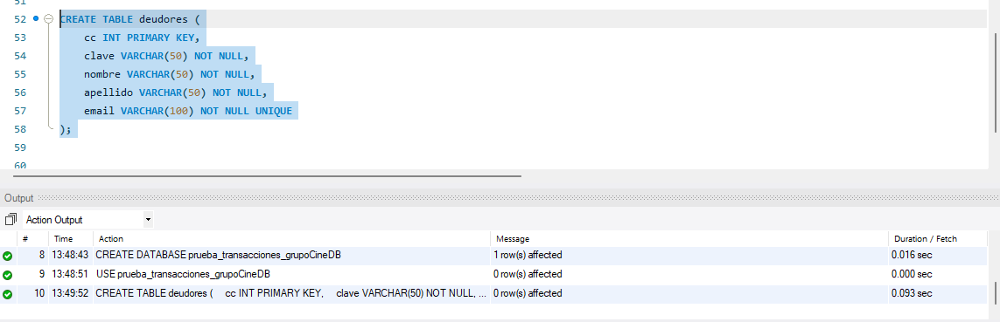 51
52 CREATE TABLE deudores (
53 cc INT PRIMARY KEY,
54 clave VARCHAR(50) NOT NULL,
55 nombre VARCHAR(50) NOT NULL,
56 apellido VARCHAR(50) NOT NULL,
57 email VARCHAR(100) NOT NULL UNIQUE
58 );
59
60
Output
Action Output
# Time Action Message Duration / Fetch
8 13:48:43 CREATE DATABASE prueba_transacciones_grupoCineDB 1 row(s) affected 0.016 sec
9 13:48:51 USE prueba_transacciones_grupoCineDB 0 row(s) affected 0.000 sec
10 13:49:52 CREATE TABLE deudores ( cc INT PRIMARY KEY, clave VARCHAR(50) NOT NULL, ... 0 row(s) affected 0.093 sec